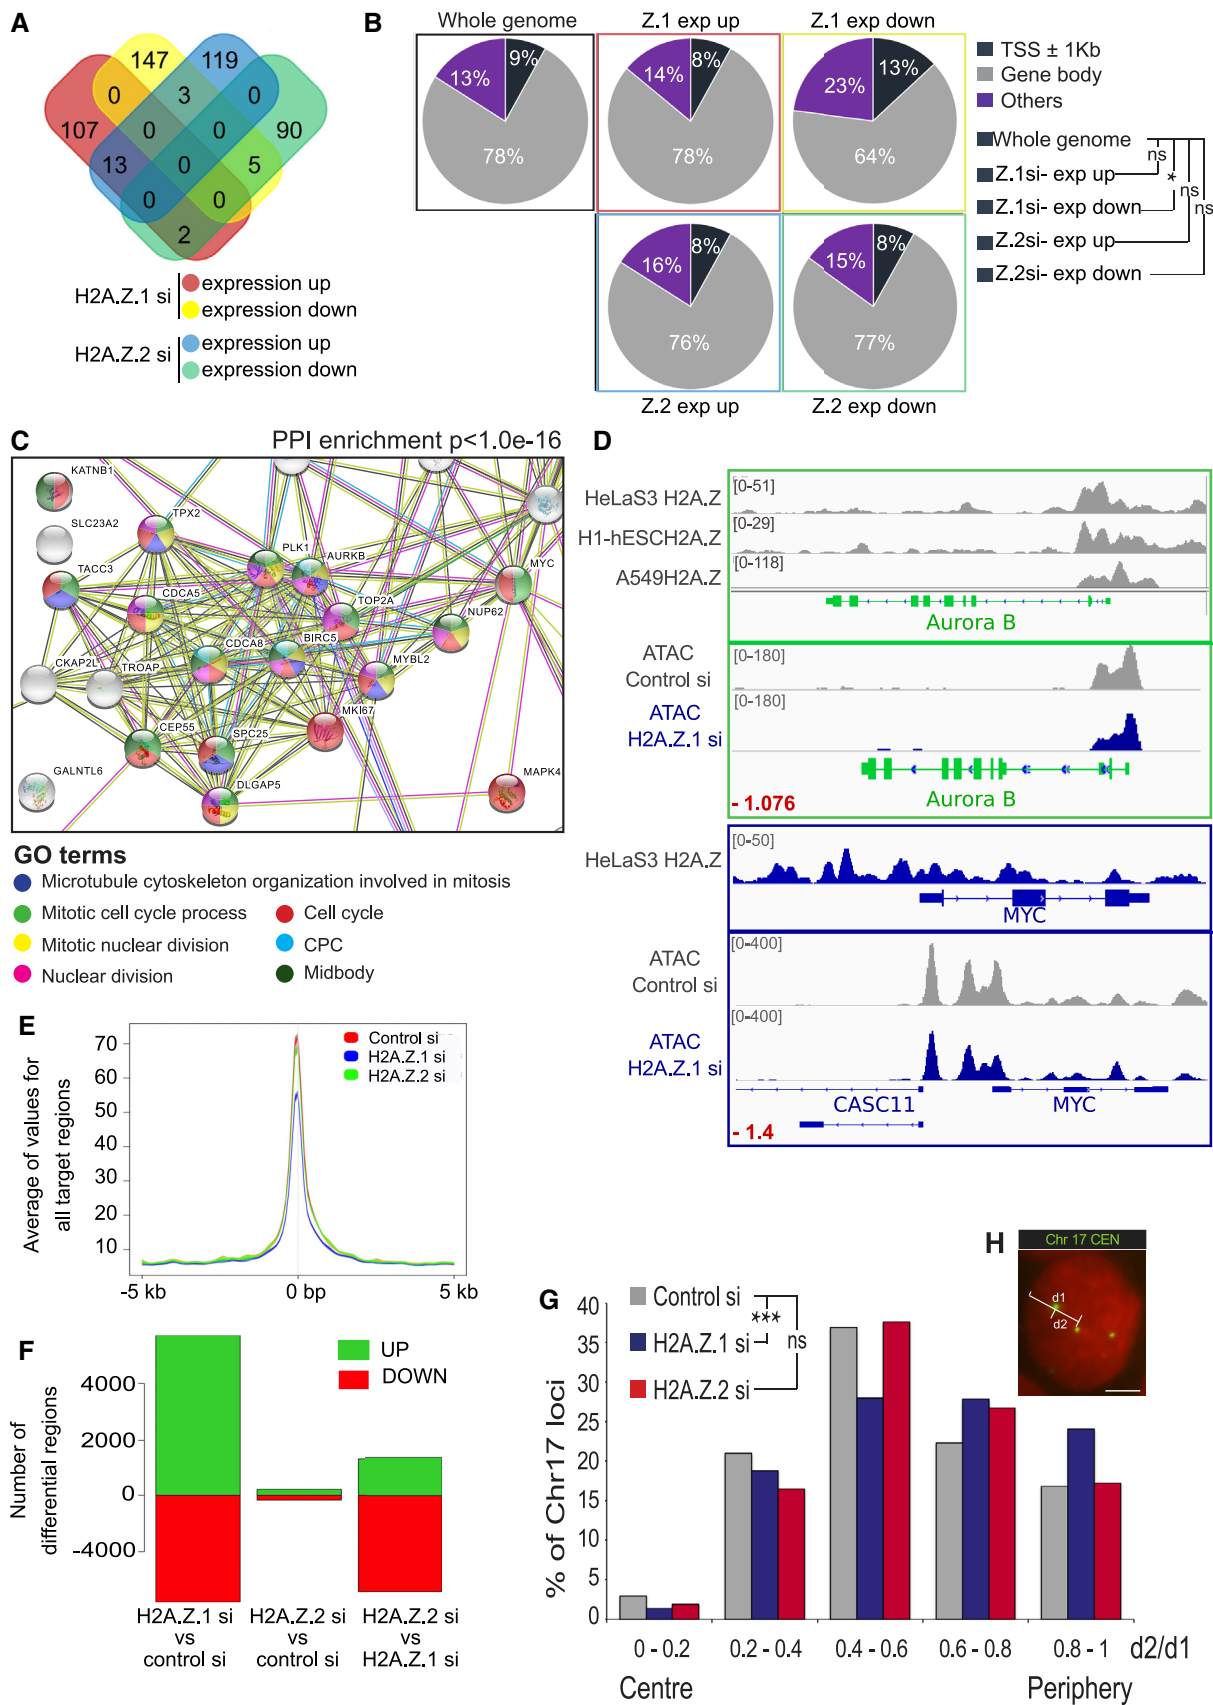 A
147
119
0
3
0
107
0
0
90
13
0
5
0
0
2
H2A.Z.1 si
expression up
expression down
H2A.Z.2 si
expression up
expression down
B
Whole genome
Z.1 exp up
Z.1 exp down
9%
13%
78%
8%
14%
78%
13%
23%
64%
8%
16%
76%
8%
15%
77%
Z.2 exp up
Z.2 exp down
TSS ± 1Kb
Gene body
Others
Whole genome
Z.1si- exp up
Z.1si- exp down
Z.2si- exp up
Z.2si- exp down
ns
*
ns
ns
C
PPI enrichment p<1.0e-16
KATNB1
SLC23A2
TPX2
TACC3
PLK1
AURKB
MYC
CDCA5
TOP2A
NUP62
CDCA8
BIRC5
MYBL2
CKAP2L
TROAP
MKI67
CEP55
SPC25
GALNTL6
DLGAP5
MAPK4
GO terms
Microtubule cytoskeleton organization involved in mitosis
Mitotic cell cycle process
Cell cycle
Mitotic nuclear division
CPC
Nuclear division
Midbody
D
HeLaS3 H2A.Z
[0-51]
H1-hESCH2A.Z
[0-29]
A549H2A.Z
[0-118]
Aurora B
ATAC
Control si
[0-180]
ATAC
H2A.Z.1 si
[0-180]
Aurora B
- 1.076
HeLaS3 H2A.Z
[0-50]
MYC
ATAC
Control si
[0-400]
ATAC
H2A.Z.1 si
[0-400]
CASC11
MYC
- 1.4
E
Average of values for
all target regions
70
60
50
40
30
20
10
-5 kb
0 bp
5 kb
Control si
H2A.Z.1 si
H2A.Z.2 si
F
UP
DOWN
Number of
differential regions
4000
2000
0
-4000
H2A.Z.1 si
vs
control si
H2A.Z.2 si
vs
control si
H2A.Z.2 si
vs
H2A.Z.1 si
G
Control si
H2A.Z.1 si
H2A.Z.2 si
***
ns
% of Chr17 loci
40
35
30
25
20
15
10
5
0
0 - 0.2
0.2 - 0.4
0.4 - 0.6
0.6 - 0.8
0.8 - 1
d2/d1
Centre
Periphery
H
Chr 17 CEN
d1
d2